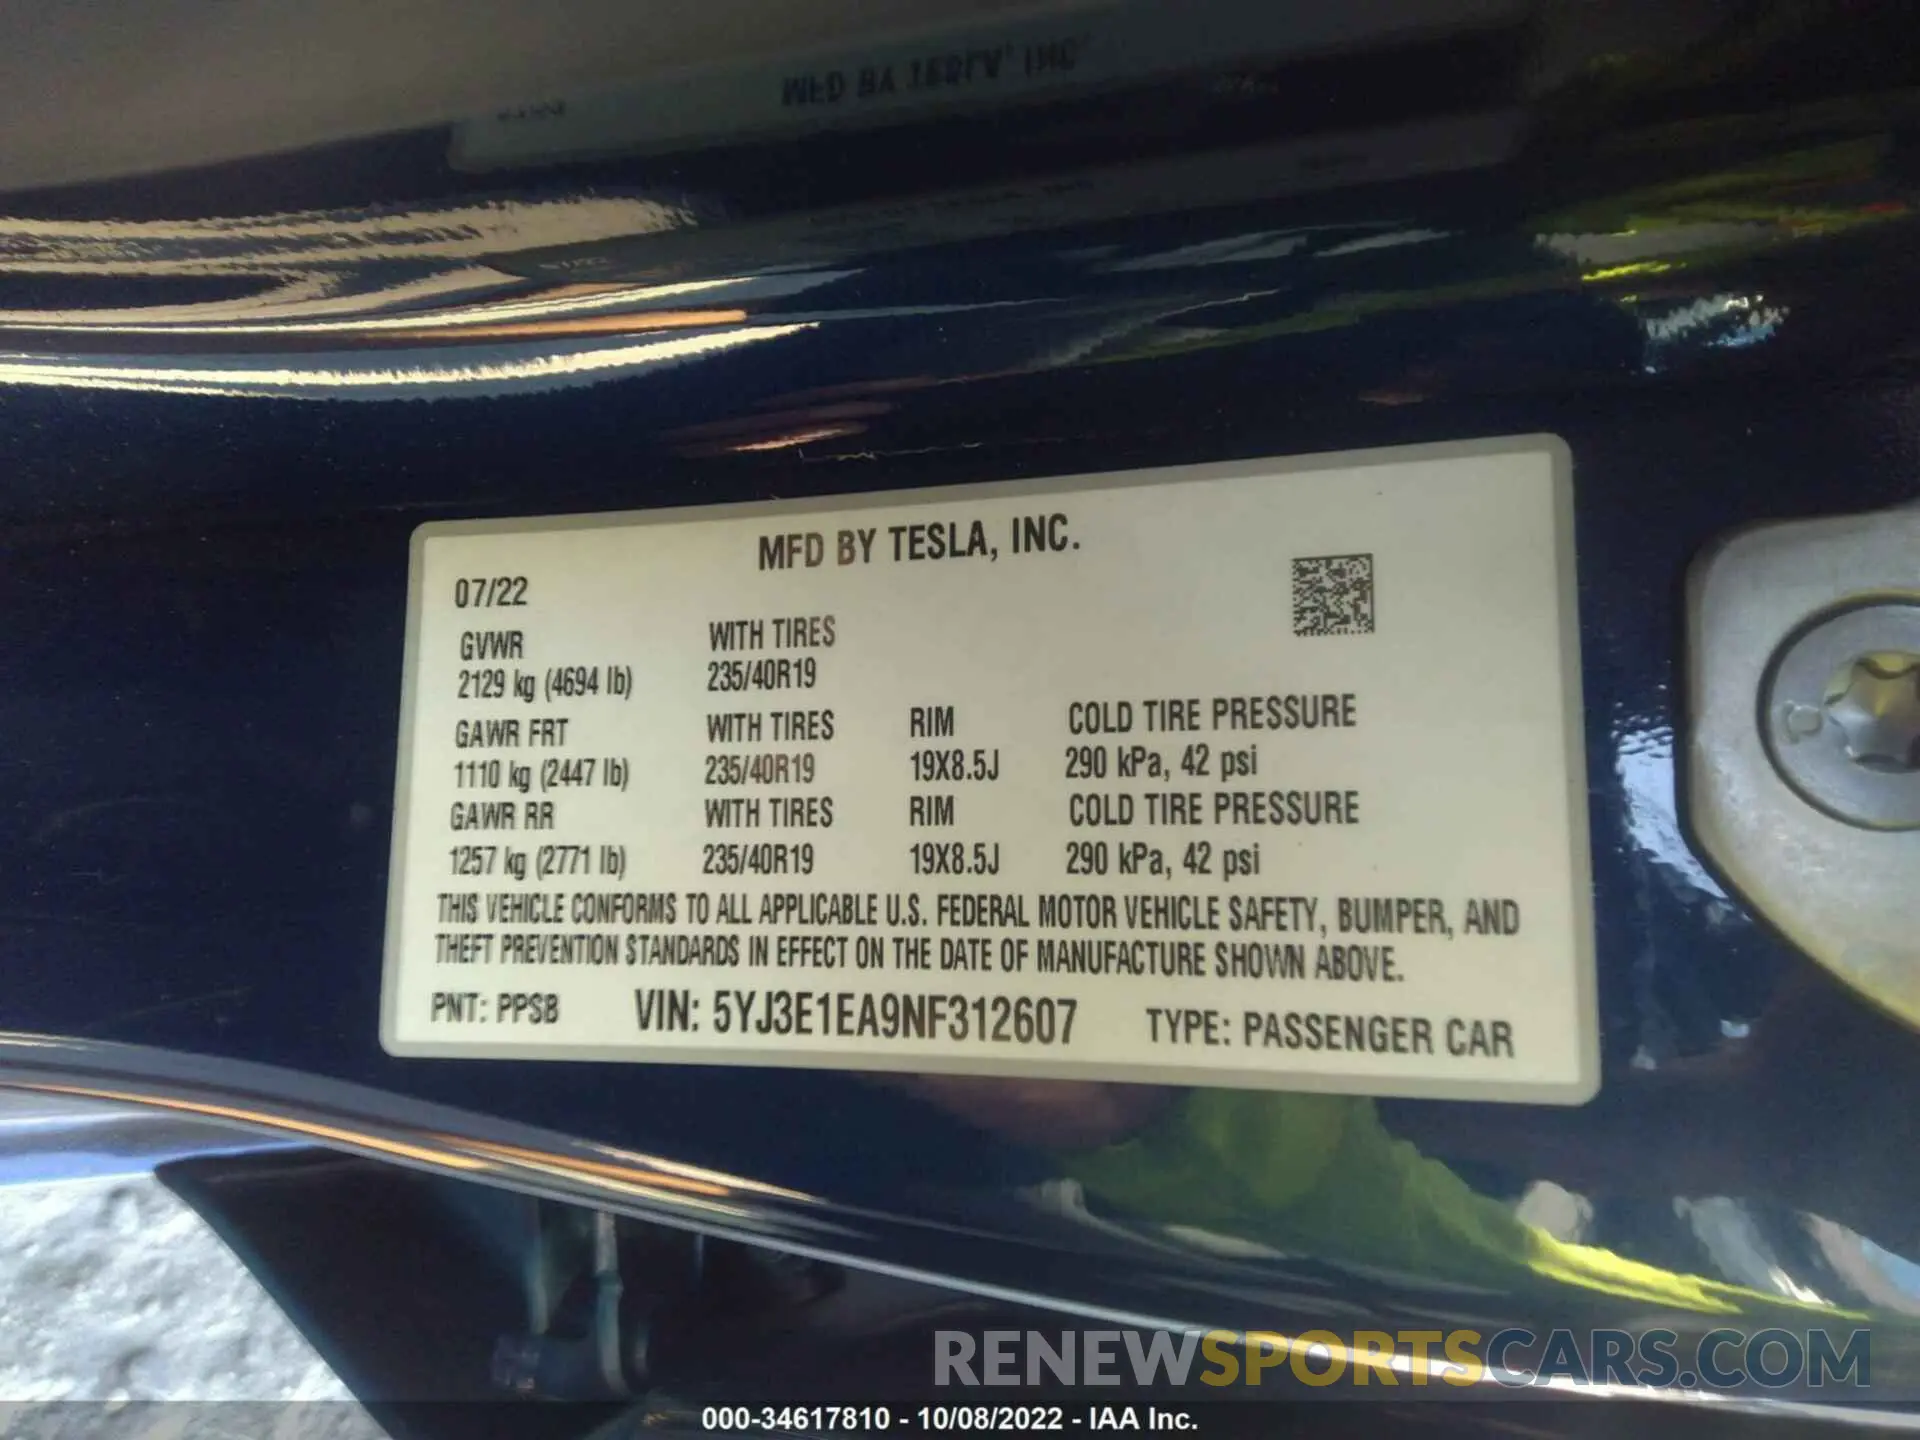 MFD BY TESLA, INC.
07/22
GVWR WITH TIRES
2129 kg (4694 lb) 235/40R19
GAWR FRT WITH TIRES RIM COLD TIRE PRESSURE
1110 kg (2447 lb) 235/40R19 19X8.5J 290 kPa, 42 psi
GAWR RR WITH TIRES RIM COLD TIRE PRESSURE
1257 kg (2771 lb) 235/40R19 19X8.5J 290 kPa, 42 psi
THIS VEHICLE CONFORMS TO ALL APPLICABLE U.S. FEDERAL MOTOR VEHICLE SAFETY, BUMPER, AND
THEFT PREVENTION STANDARDS IN EFFECT ON THE DATE OF MANUFACTURE SHOWN ABOVE.
PNT: PPSB VIN: 5YJ3E1EA9NF312607 TYPE: PASSENGER CAR
RENEWSPORTSCARS.COM
000-34617810 - 10/08/2022 - IAA Inc.